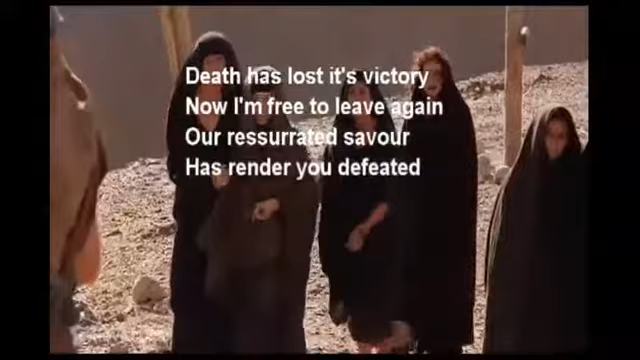 Death has lost it's victory
Now I'm free to leave again
Our ressurrated savour
Has render you defeated